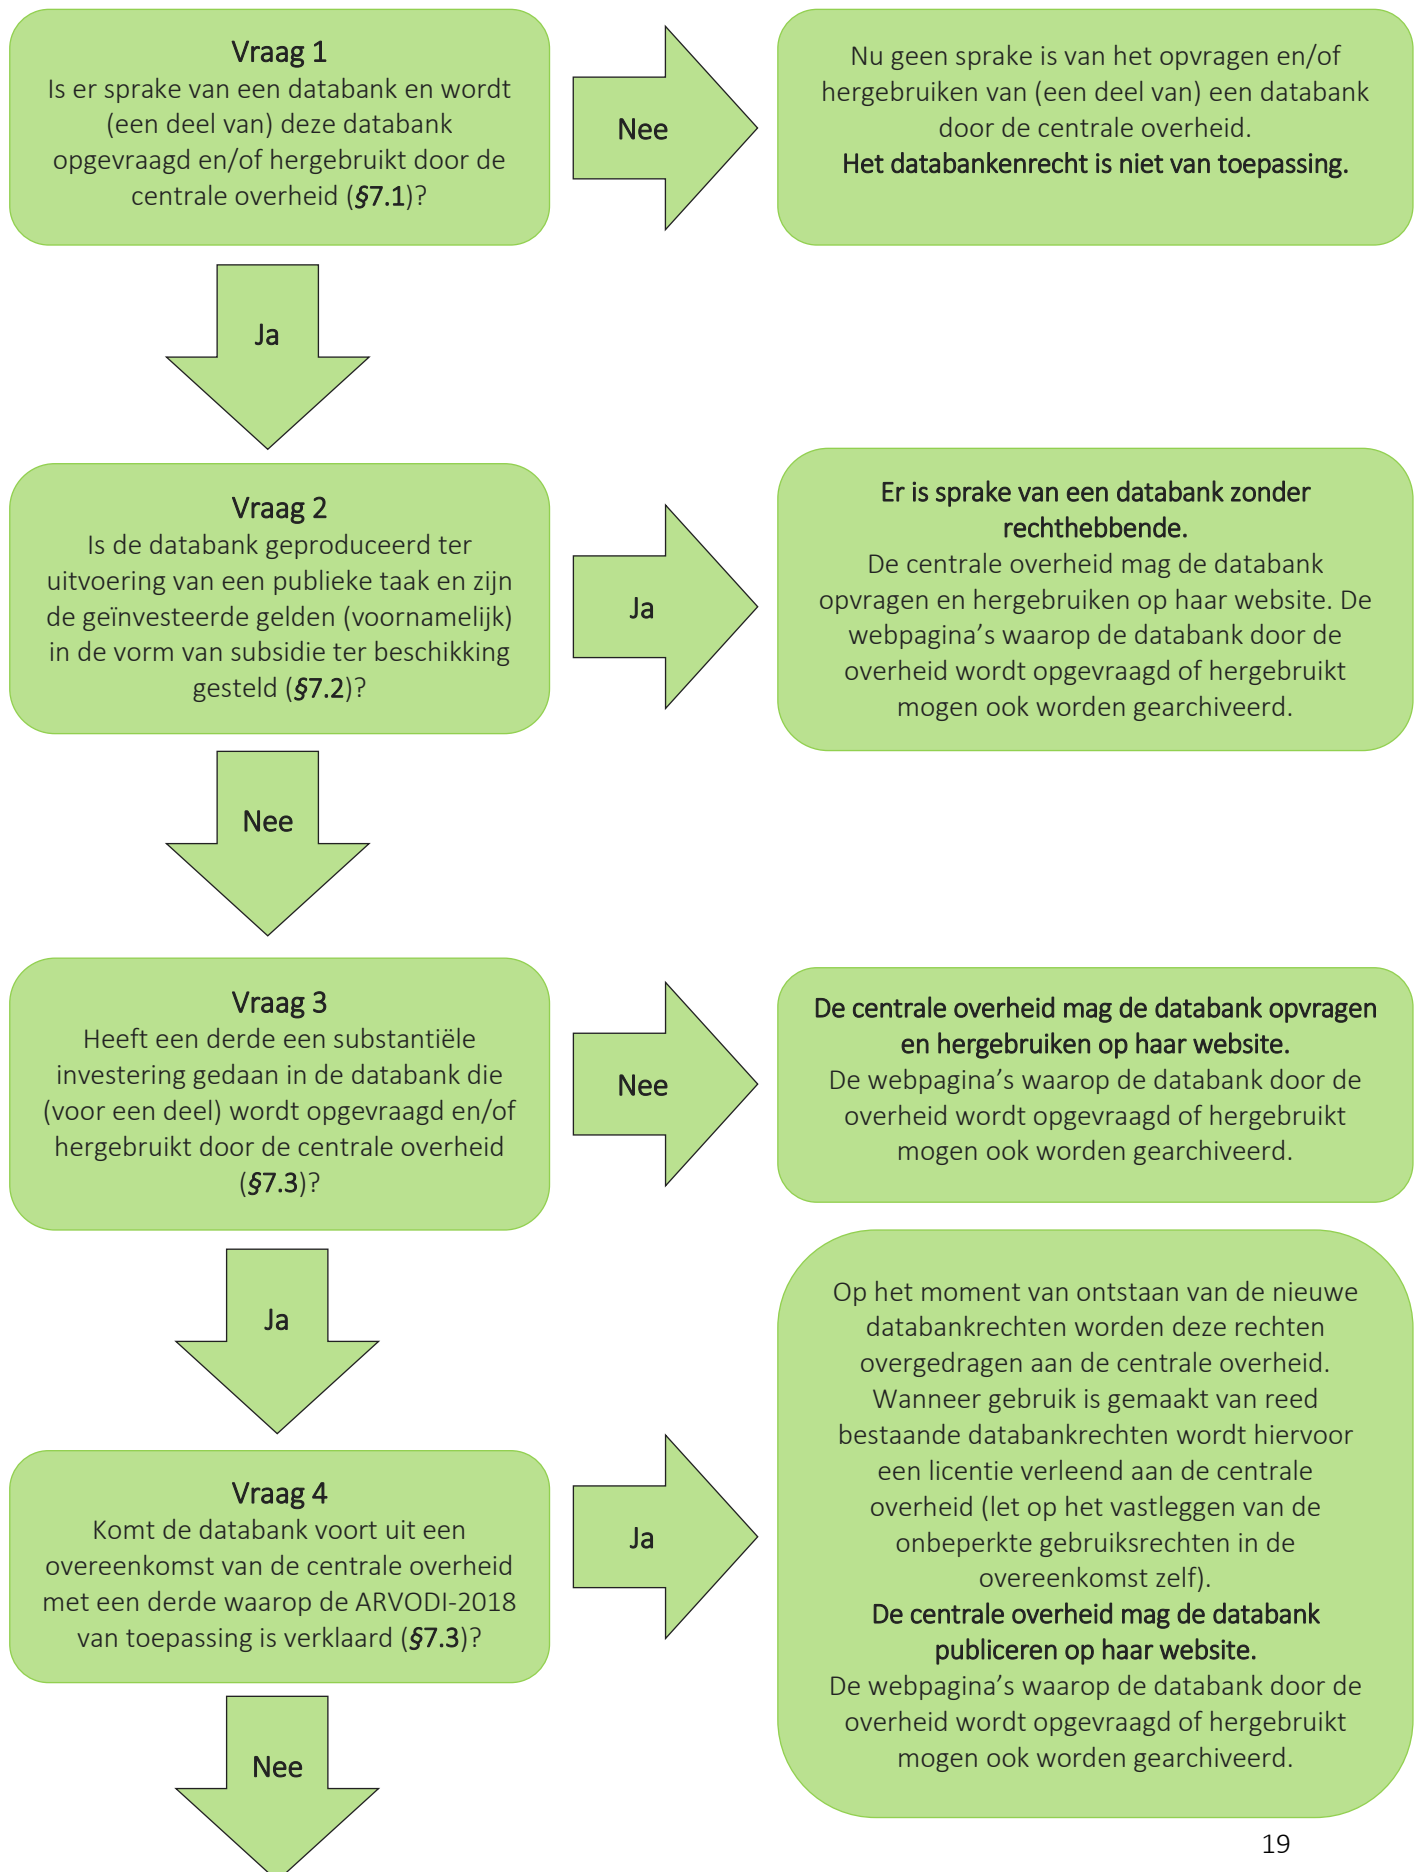 Vraag 1
Is er sprake van een databank en wordt
(een deel van) deze databank
opgevraagd en/of hergebruikt door de
centrale overheid (§7.1)?
Nee
Nu geen sprake is van het opvragen en/of
hergebruiken van (een deel van) een databank
door de centrale overheid.
Het databankenrecht is niet van toepassing.
Ja
Vraag 2
Is de databank geproduceerd ter
uitvoering van een publieke taak en zijn
de geïnvesteerde gelden (voornamelijk)
in de vorm van subsidie ter beschikking
gesteld (§7.2)?
Ja
Er is sprake van een databank zonder
rechthebbende.
De centrale overheid mag de databank
opvragen en hergebruiken op haar website. De
webpagina's waarop de databank door de
overheid wordt opgevraagd of hergebruikt
mogen ook worden gearchiveerd.
Nee
Vraag 3
Heeft een derde een substantiële
investering gedaan in de databank die
(voor een deel) wordt opgevraagd en/of
hergebruikt door de centrale overheid
(§7.3)?
Nee
De centrale overheid mag de databank opvragen
en hergebruiken op haar website.
De webpagina's waarop de databank door de
overheid wordt opgevraagd of hergebruikt
mogen ook worden gearchiveerd.
Ja
Vraag 4
Komt de databank voort uit een
overeenkomst van de centrale overheid
met een derde waarop de ARVODI-2018
van toepassing is verklaard (§7.3)?
Ja
Op het moment van ontstaan van de nieuwe
databankrechten worden deze rechten
overgedragen aan de centrale overheid.
Wanneer gebruik is gemaakt van reed
bestaande databankrechten wordt hiervoor
een licentie verleend aan de centrale
overheid (let op het vastleggen van de
onbeperkte gebruiksrechten in de
overeenkomst zelf).
De centrale overheid mag de databank
publiceren op haar website.
De webpagina's waarop de databank door de
overheid wordt opgevraagd of hergebruikt
mogen ook worden gearchiveerd.
Nee
19